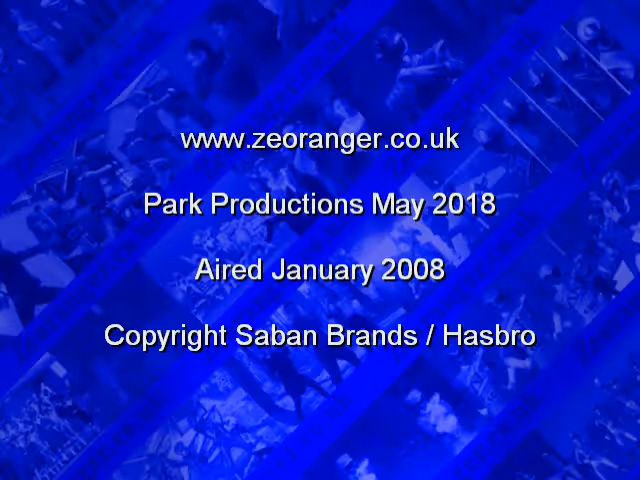 www.zeoranger.co.uk
Park Productions May 2018
Aired January 2008
Copyright Saban Brands / Hasbro